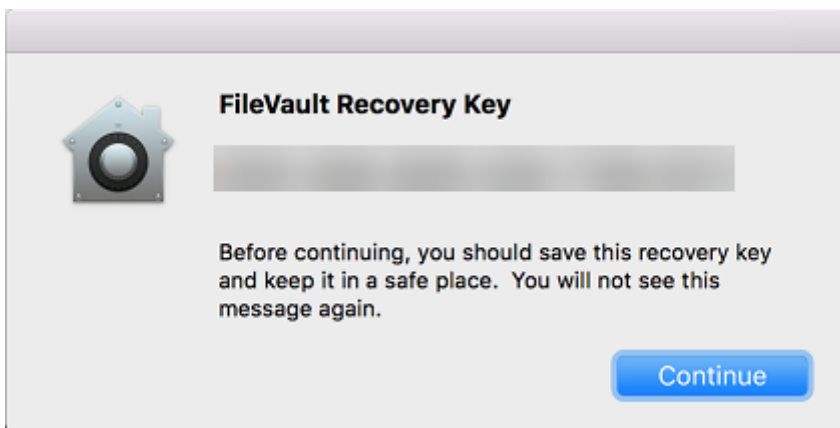 FileVault Recovery Key
Before continuing, you should save this recovery key
and keep it in a safe place.  You will not see this
message again.
Continue